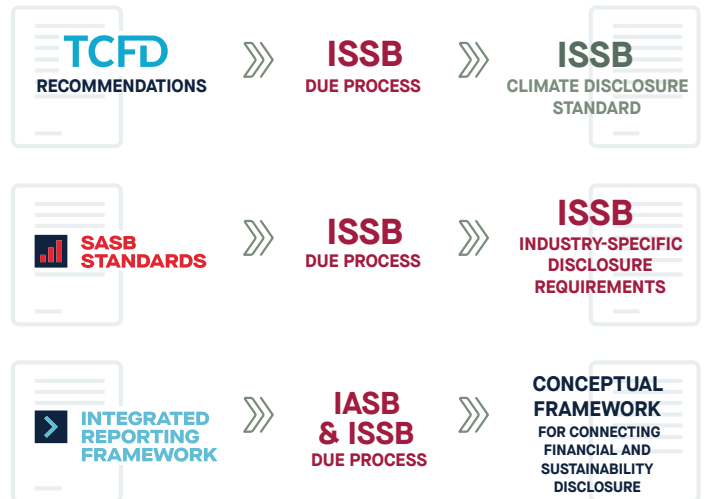 TCFD
RECOMMENDATIONS
ISSB
DUE PROCESS
ISSB
CLIMATE DISCLOSURE
STANDARD
SASB
STANDARDS
ISSB
DUE PROCESS
ISSB
INDUSTRY-SPECIFIC
DISCLOSURE
REQUIREMENTS
INTEGRATED
REPORTING
FRAMEWORK
IASB
& ISSB
DUE PROCESS
CONCEPTUAL
FRAMEWORK
FOR CONNECTING
FINANCIAL AND
SUSTAINABILITY
DISCLOSURE